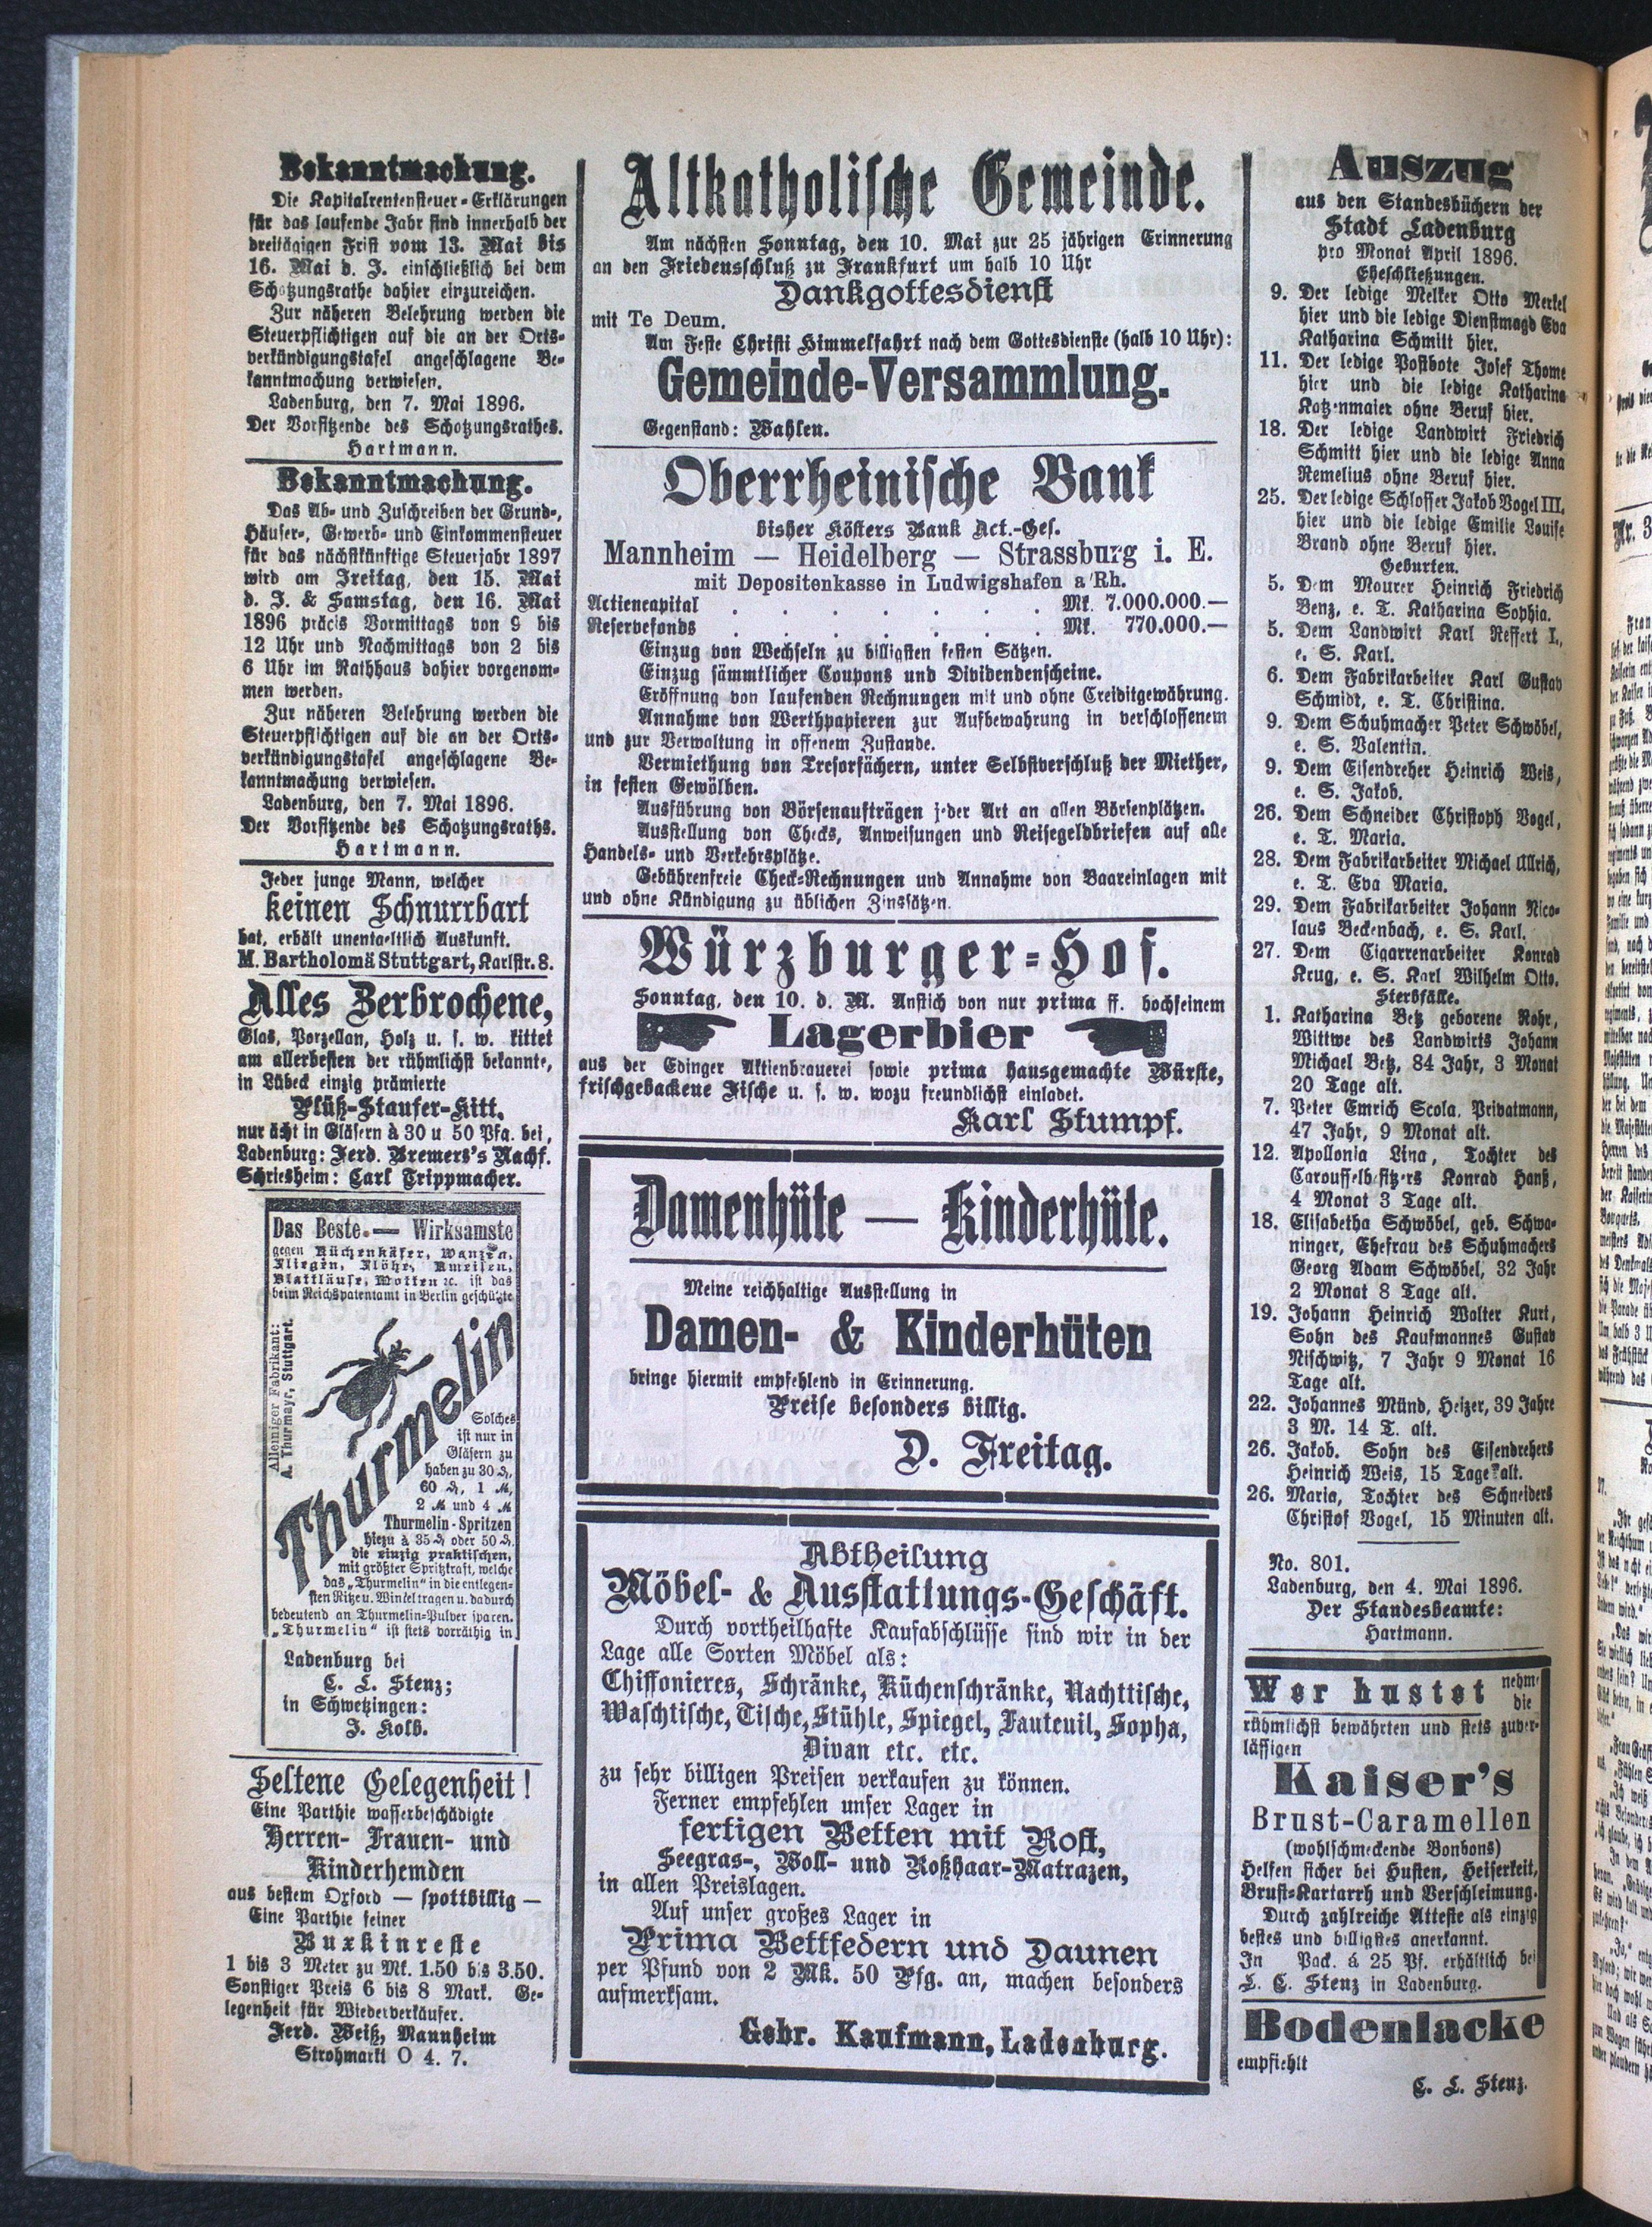 Bekanntmachung.
Die Kapitalrentensteuer-Erklärungen
für das laufende Jahr sind innerhalb der
dreitägigen Frist vom 13. Mai bis
16. Mai d. J. einschließlich bei dem
Schatzungsrathe dahier einzureichen.
Zur näheren Belehrung werden die
Steuerpflichtigen auf die an der Orts-
verkündigungstafel angeschlagene Be-
kanntmachung verwiesen.
Ladenburg, den 7. Mai 1896.
Der Vorsitzende des Schatzungsrathes.
Hartmann.
Bekanntmachung.
Das Ab- und Zuschreiben der Grund-,
Häuser-, Gewerb- und Einkommensteuer
für das nächstkünftige Steuerjahr 1897
wird am Freitag, den 15. Mai
d. J. & Samstag, den 16. Mai
1896 präcis Vormittags von 9 bis
12 Uhr und Nachmittags von 2 bis
6 Uhr im Rathhaus dahier vorgenom-
men werden.
Zur näheren Belehrung werden die
Steuerpflichtigen auf die an der Orts-
verkündigungstafel angeschlagene Be-
kanntmachung verwiesen.
Ladenburg, den 7. Mai 1896.
Der Vorsitzende des Schatzungsraths.
Hartmann.
Jeder junge Mann, welcher
keinen Schnurrbart
hat, erhält unentgeltlich Auskunft.
M. Bartholomä Stuttgart, Karlstr. 8.
Alles Zerbrochene,
Glas, Porzellan, Holz u. s. w. kittet
am allerbesten der rühmlichst bekannte,
in Lübeck einzig prämierte
Plüß-Staufer-Kitt,
nur ächt in Gläsern à 30 u 50 Pfg. bei,
Ladenburg: Ferd. Bremers's Nachf.
Schriesheim: Carl Trippmacher.
Das Beste. — Wirksamste
gegen Küchenkäfer, Wanzen,
Fliegen, Flöhe, Ameisen,
Blattläuse, Motten ꝛc. ist das
beim Reichspatentamt in Berlin geschützte
Alleiniger Fabrikant:
A. Thurmayr, Stuttgart.
Thurmelin
Solches
ist nur in
Gläsern zu
haben zu 30 ₰,
60 ₰, 1 ℳ,
2 ℳ und 4 ℳ
Thurmelin-Spritzen
hiezu à 35 ₰ oder 50 ₰.
die einzig praktischen,
mit größter Spritzkraft, welche
das „Thurmelin" in die entlegen-
sten Ritzen u. Winkel tragen u. dadurch
bedeutend an Thurmelin-Pulver sparen.
„Thurmelin" ist stets vorräthig in
Ladenburg bei
C. L. Stenz;
in Schwetzingen:
J. Kolb.
Seltene Gelegenheit!
Eine Parthie wasserbeschädigte
Herren- Frauen- und
Kinderhemden
aus bestem Oxford — spottbillig —
Eine Parthie feiner
Buxkinreste
1 bis 3 Meter zu Mk. 1.50 bis 3.50.
Sonstiger Preis 6 bis 8 Mark. Ge-
legenheit für Wiederverkäufer.
Ferd. Weiß, Mannheim
Strohmarkt O 4. 7.
Altkatholische Gemeinde.
Am nächsten Sonntag, den 10. Mai zur 25 jährigen Erinnerung
an den Friedensschluß zu Frankfurt um halb 10 Uhr
Dankgottesdienst
mit Te Deum.
Am Feste Christi Himmelfahrt nach dem Gottesdienste (halb 10 Uhr):
Gemeinde-Versammlung.
Gegenstand: Wahlen.
Oberrheinische Bank
bisher Kösters Bank Act.-Ges.
Mannheim — Heidelberg — Strassburg i. E.
mit Depositenkasse in Ludwigshafen a/Rh.
Actiencapital . . . . . . . Mk. 7.000.000.—
Reservefonds . . . . . . . Mk. 770.000.—
Einzug von Wechseln zu billigsten festen Sätzen.
Einzug sämmtlicher Coupons und Dividendenscheine.
Eröffnung von laufenden Rechnungen mit und ohne Creiditgewährung.
Annahme von Werthpapieren zur Aufbewahrung in verschlossenem
und zur Verwaltung in offenem Zustande.
Vermiethung von Tresorfächern, unter Selbstverschluß der Miether,
in festen Gewölben.
Ausführung von Börsenaufträgen jeder Art an allen Börsenplätzen.
Ausstellung von Checks, Anweisungen und Reisegeldbriefen auf alle
Handels- und Verkehrsplätze.
Gebührenfreie Check-Rechnungen und Annahme von Baareinlagen mit
und ohne Kündigung zu üblichen Zinssätzen.
Würzburger-Hof.
Sonntag, den 10. d. M. Anstich von nur prima ff. hochfeinem
Lagerbier
aus der Edinger Aktienbrauerei sowie prima hausgemachte Würste,
frischgebackene Fische u. s. w. wozu freundlichst einladet.
Karl Stumpf.
Damenhüte — Kinderhüte.
Meine reichhaltige Ausstellung in
Damen- & Kinderhüten
bringe hiermit empfehlend in Erinnerung.
Preise besonders billig.
D. Freitag.
Abtheilung
Möbel- & Ausstattungs-Geschäft.
Durch vortheilhafte Kaufabschlüsse sind wir in der
Lage alle Sorten Möbel als:
Chiffonieres, Schränke, Küchenschränke, Nachttische,
Waschtische, Tische, Stühle, Spiegel, Fauteuil, Sopha,
Divan etc. etc.
zu sehr billigen Preisen verkaufen zu können.
Ferner empfehlen unser Lager in
fertigen Betten mit Rost,
Seegras-, Woll- und Roßhaar-Matrazen,
in allen Preislagen.
Auf unser großes Lager in
Prima Bettfedern und Daunen
per Pfund von 2 Mk. 50 Pfg. an, machen besonders
aufmerksam.
Gebr. Kaufmann, Ladenburg.
Auszug
aus den Standesbüchern der
Stadt Ladenburg
pro Monat April 1896.
Eheschließungen.
9. Der ledige Melker Otto Merkel
hier und die ledige Dienstmagd Eva
Katharina Schmitt hier.
11. Der ledige Postbote Josef Thome
hier und die ledige Katharina
Katzenmaier ohne Beruf hier.
18. Der ledige Landwirt Friedrich
Schmitt hier und die ledige Anna
Remelius ohne Beruf hier.
25. Der ledige Schlosser Jakob Vogel III.
hier und die ledige Emilie Louise
Brand ohne Beruf hier.
Geburten.
5. Dem Maurer Heinrich Friedrich
Benz, e. T. Katharina Sophia.
5. Dem Landwirt Karl Reffert I.,
e. S. Karl.
6. Dem Fabrikarbeiter Karl Gustav
Schmidt, e. T. Christina.
9. Dem Schuhmacher Peter Schwöbel,
e. S. Valentin.
9. Dem Eisendreher Heinrich Weis,
e. S. Jakob.
26. Dem Schneider Christoph Vogel,
e. T. Maria.
28. Dem Fabrikarbeiter Michael Ullrich,
e. T. Eva Maria.
29. Dem Fabrikarbeiter Johann Nico-
laus Beckenbach, e. S. Karl.
27. Dem Cigarrenarbeiter Konrad
Krug, e. S. Karl Wilhelm Otto.
Sterbfälle.
1. Katharina Betz geborene Rohr,
Wittwe des Landwirts Johann
Michael Betz, 84 Jahr, 3 Monat
20 Tage alt.
7. Peter Emrich Scola. Privatmann,
47 Jahr, 9 Monat alt.
12. Apollonia Lina, Tochter des
Carousselbesitzers Konrad Hanß,
4 Monat 3 Tage alt.
18. Elisabetha Schwöbel, geb. Schwa-
ninger, Ehefrau des Schuhmachers
Georg Adam Schwöbel, 32 Jahr
2 Monat 8 Tage alt.
19. Johann Heinrich Walter Kurt,
Sohn des Kaufmannes Gustav
Nischwitz, 7 Jahr 9 Monat 16
Tage alt.
22. Johannes Münd, Heizer, 39 Jahre
3 M. 14 T. alt.
26. Jakob. Sohn des Eisendrehers
Heinrich Weis, 15 Tage alt.
26. Maria, Tochter des Schneiders
Christof Vogel, 15 Minuten alt.
No. 801.
Ladenburg, den 4. Mai 1896.
Der Standesbeamte:
Hartmann.
Wer hustet nehme
die
rühmlichst bewährten und stets zuver-
lässigen
Kaiser's
Brust-Caramellen
(wohlschmeckende Bonbons)
Helfen sicher bei Husten, Heiserkeit,
Brust-Kartarrh und Verschleimung.
Durch zahlreiche Atteste als einzig
bestes und billigstes anerkannt.
In Pack. á 25 Pf. erhältlich bei
L. C. Stenz in Ladenburg.
Bodenlacke
empfiehlt
C. L. Stenz.